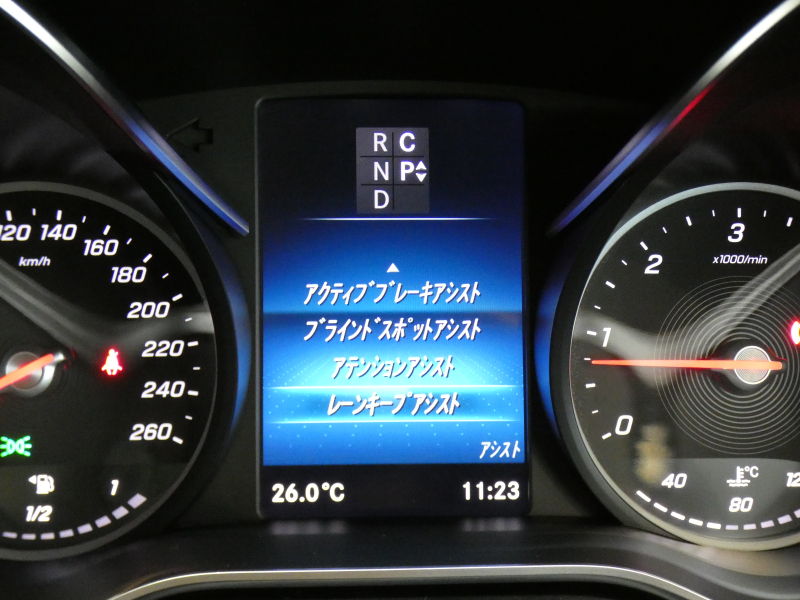 R C
N P
D
120 140 160 180 200 220 240 260
km/h
1/2 1
アクティブブレーキアシスト
ブラインドスポットアシスト
アテンションアシスト
レーンキープアシスト
アシスト
26.0°C 11:23
0 1 2 3
x1000/min
40 80 12
°C